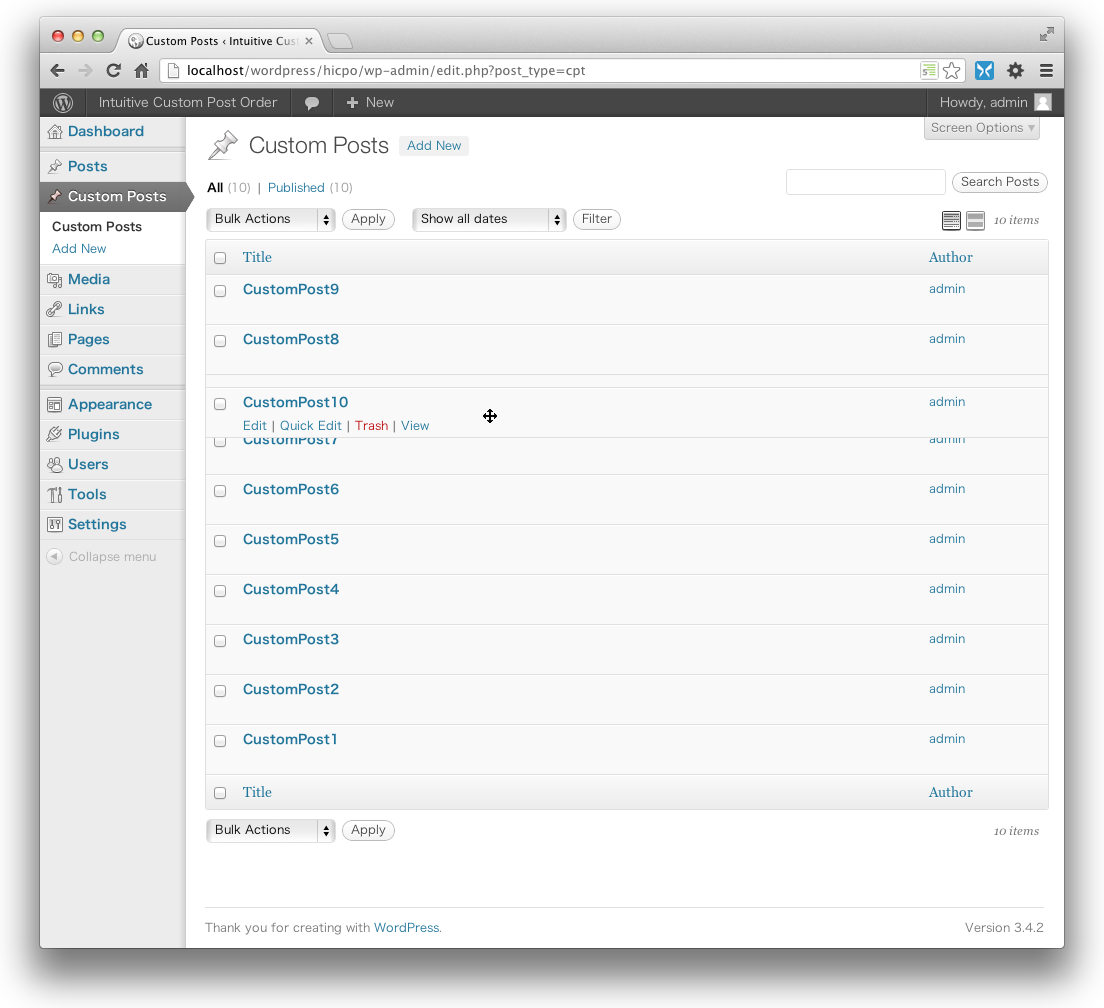 Custom Posts ‹ Intuitive Cus
localhost/wordpress/hicpo/wp-admin/edit.php?post_type=cpt
Intuitive Custom Post Order
New
Howdy, admin
Screen Options
Dashboard
Posts
Custom Posts
Custom Posts
Add New
Media
Links
Pages
Comments
Appearance
Plugins
Users
Tools
Settings
Collapse menu
Custom Posts Add New
All (10) | Published (10)
Search Posts
Bulk Actions Apply Show all dates Filter 10 items
Title Author
CustomPost9 admin
CustomPost8 admin
CustomPost10 admin
Edit | Quick Edit | Trash | View
CustomPost7 admin
CustomPost6 admin
CustomPost5 admin
CustomPost4 admin
CustomPost3 admin
CustomPost2 admin
CustomPost1 admin
Title Author
Bulk Actions Apply 10 items
Thank you for creating with WordPress. Version 3.4.2